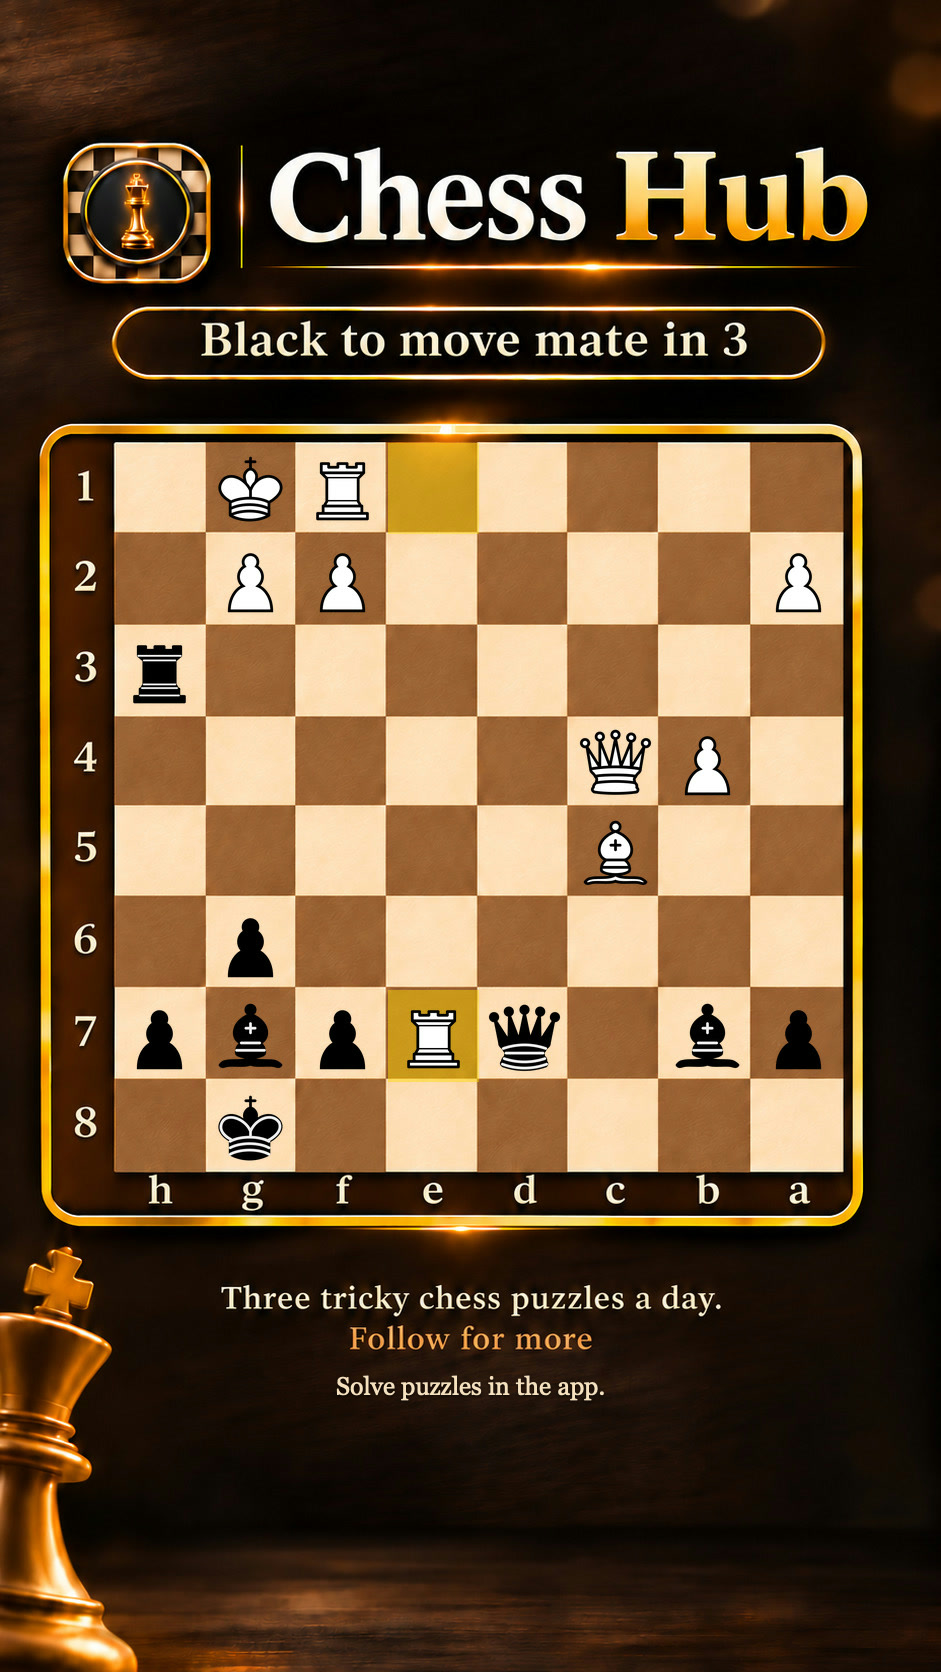 Chess Hub
Black to move mate in 3
1
2
3
4
5
6
7
8
h g f e d c b a
Three tricky chess puzzles a day.
Follow for more
Solve puzzles in the app.